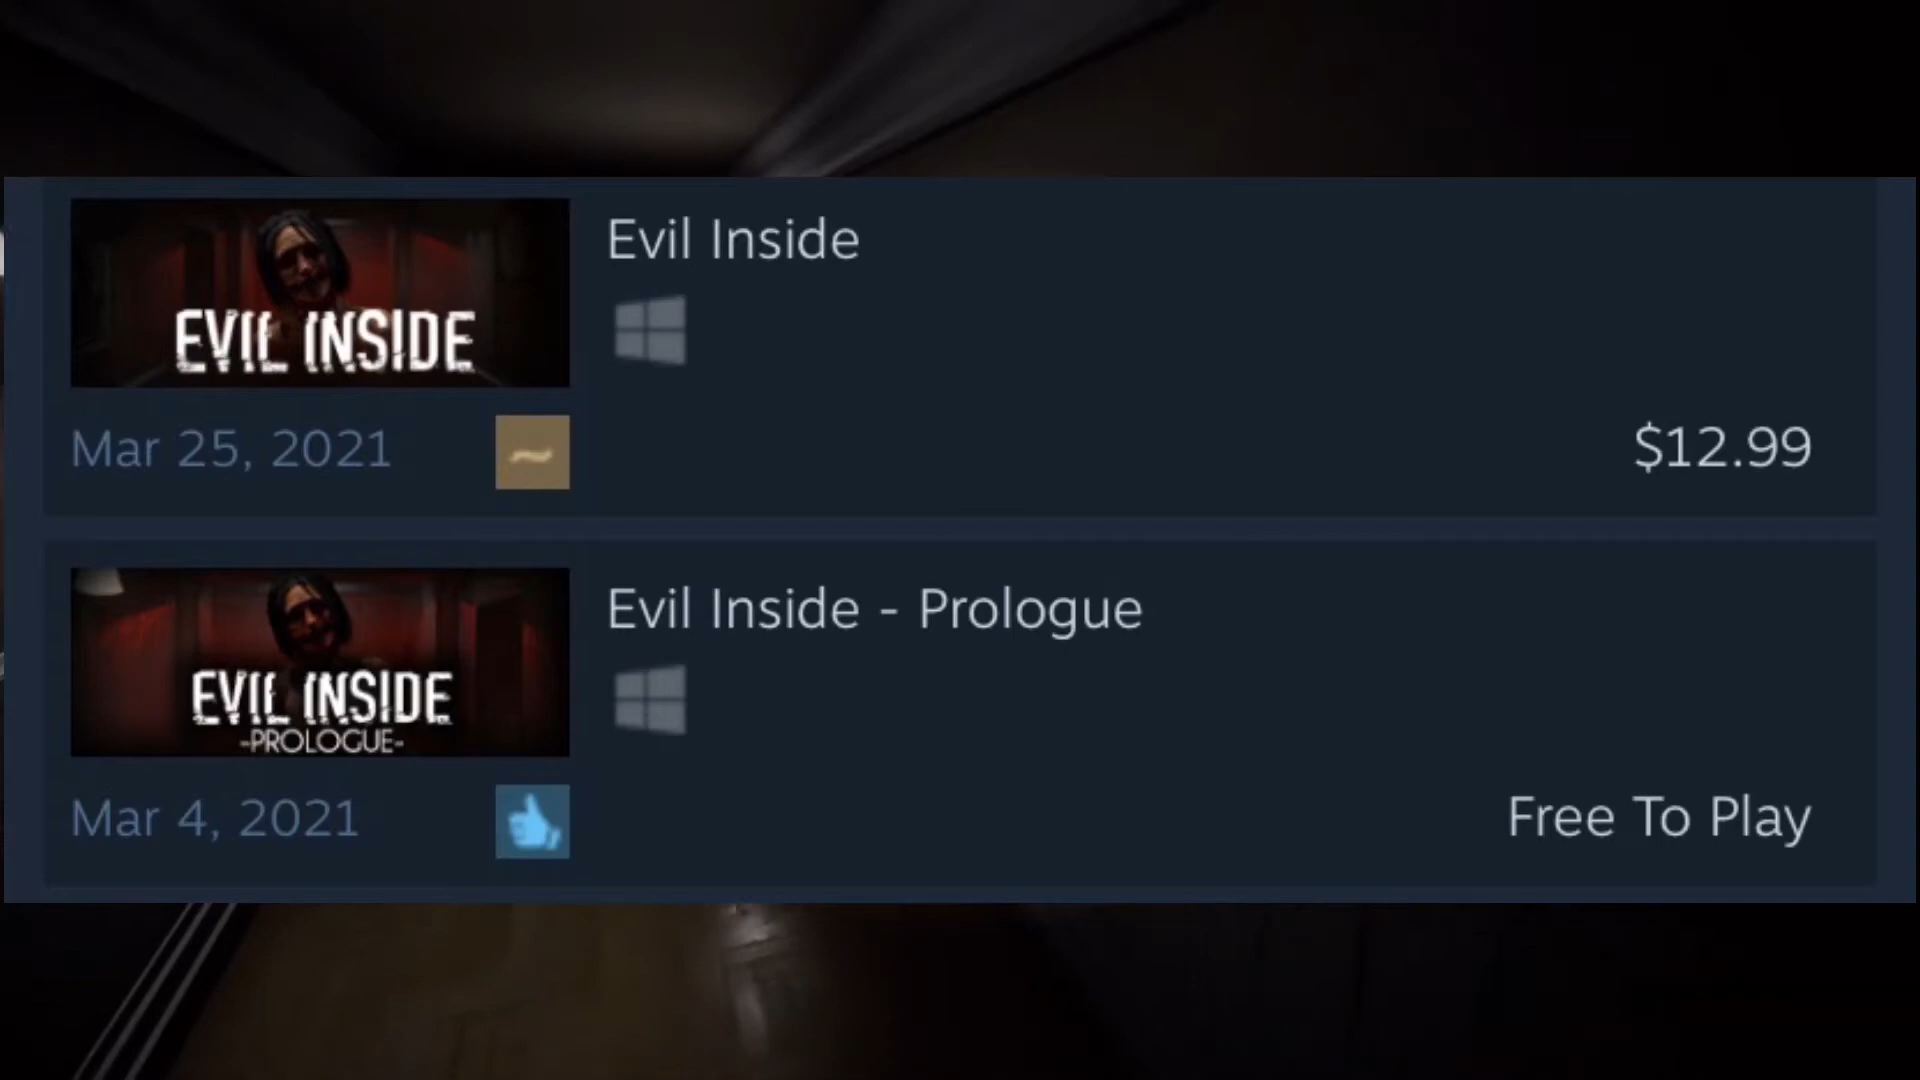 EVIL INSIDE
Evil Inside
Mar 25, 2021
$12.99
EVIL INSIDE
-PROLOGUE-
Evil Inside - Prologue
Mar 4, 2021
Free To Play